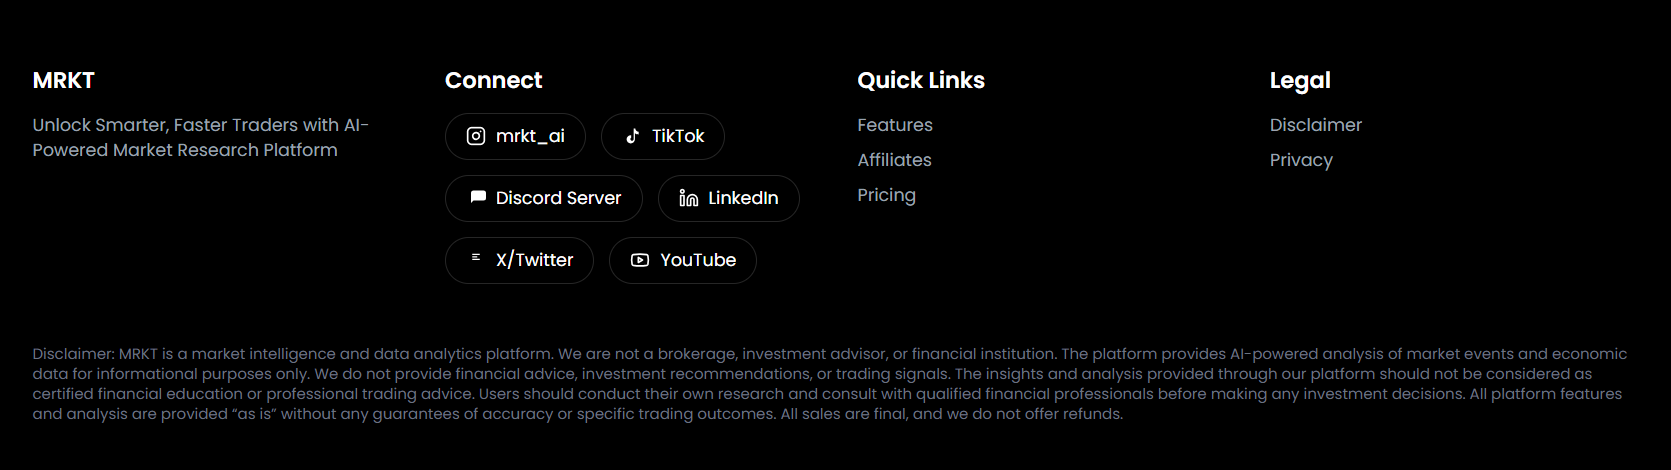 MRKT
Unlock Smarter, Faster Traders with AI-
Powered Market Research Platform
Connect
mrkt_ai
TikTok
Discord Server
LinkedIn
X/Twitter
YouTube
Quick Links
Features
Affiliates
Pricing
Legal
Disclaimer
Privacy
Disclaimer: MRKT is a market intelligence and data analytics platform. We are not a brokerage, investment advisor, or financial institution. The platform provides AI-powered analysis of market events and economic
data for informational purposes only. We do not provide financial advice, investment recommendations, or trading signals. The insights and analysis provided through our platform should not be considered as
certified financial education or professional trading advice. Users should conduct their own research and consult with qualified financial professionals before making any investment decisions. All platform features
and analysis are provided “as is” without any guarantees of accuracy or specific trading outcomes. All sales are final, and we do not offer refunds.